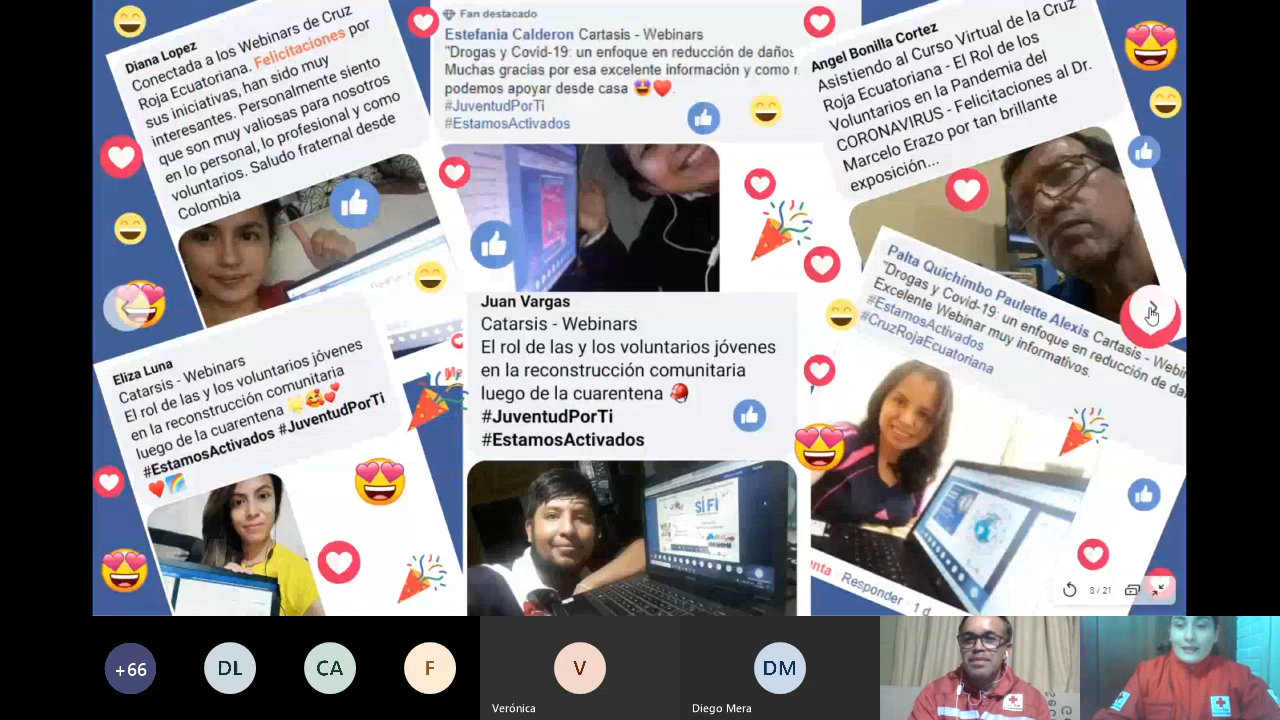 Diana Lopez
Conectada a los Webinars de Cruz
Roja Ecuatoriana. Felicitaciones por
sus iniciativas, han sido muy
interesantes. Personalmente siento
que son muy valiosas para nosotros
en lo personal, lo profesional y como
voluntarios. Saludo fraternal desde
Colombia
Fan destacado
Estefania Calderon Cartasis - Webinars
"Drogas y Covid-19: un enfoque en reducción de daños
Muchas gracias por esa excelente información y como
podemos apoyar desde casa
#JuventudPorTi
#EstamosActivados
Angel Bonilla Cortez
Asistiendo al Curso Virtual de la Cruz
Roja Ecuatoriana - El Rol de los
Voluntarios en la Pandemia del
CORONAVIRUS - Felicitaciones al Dr.
Marcelo Erazo por tan brillante
exposición...
Eliza Luna
Catarsis - Webinars
El rol de las y los voluntarios jóvenes
en la reconstrucción comunitaria
luego de la cuarentena
#EstamosActivados #JuventudPorTi
Me
Juan Vargas
Catarsis - Webinars
El rol de las y los voluntarios jóvenes
en la reconstrucción comunitaria
luego de la cuarentena
#JuventudPorTi
#EstamosActivados
SIFI
Palta Quichimbo Paulette Alexis Cartasis - Webin
"Drogas y Covid-19: un enfoque en reducción de da
Excelente Webinar muy informativos.
#EstamosActivados
#CruzRojaEcuatoriana
nta · Responder · 1 d
8 / 21
+66
DL
CA
F
V
Verónica
DM
Diego Mera